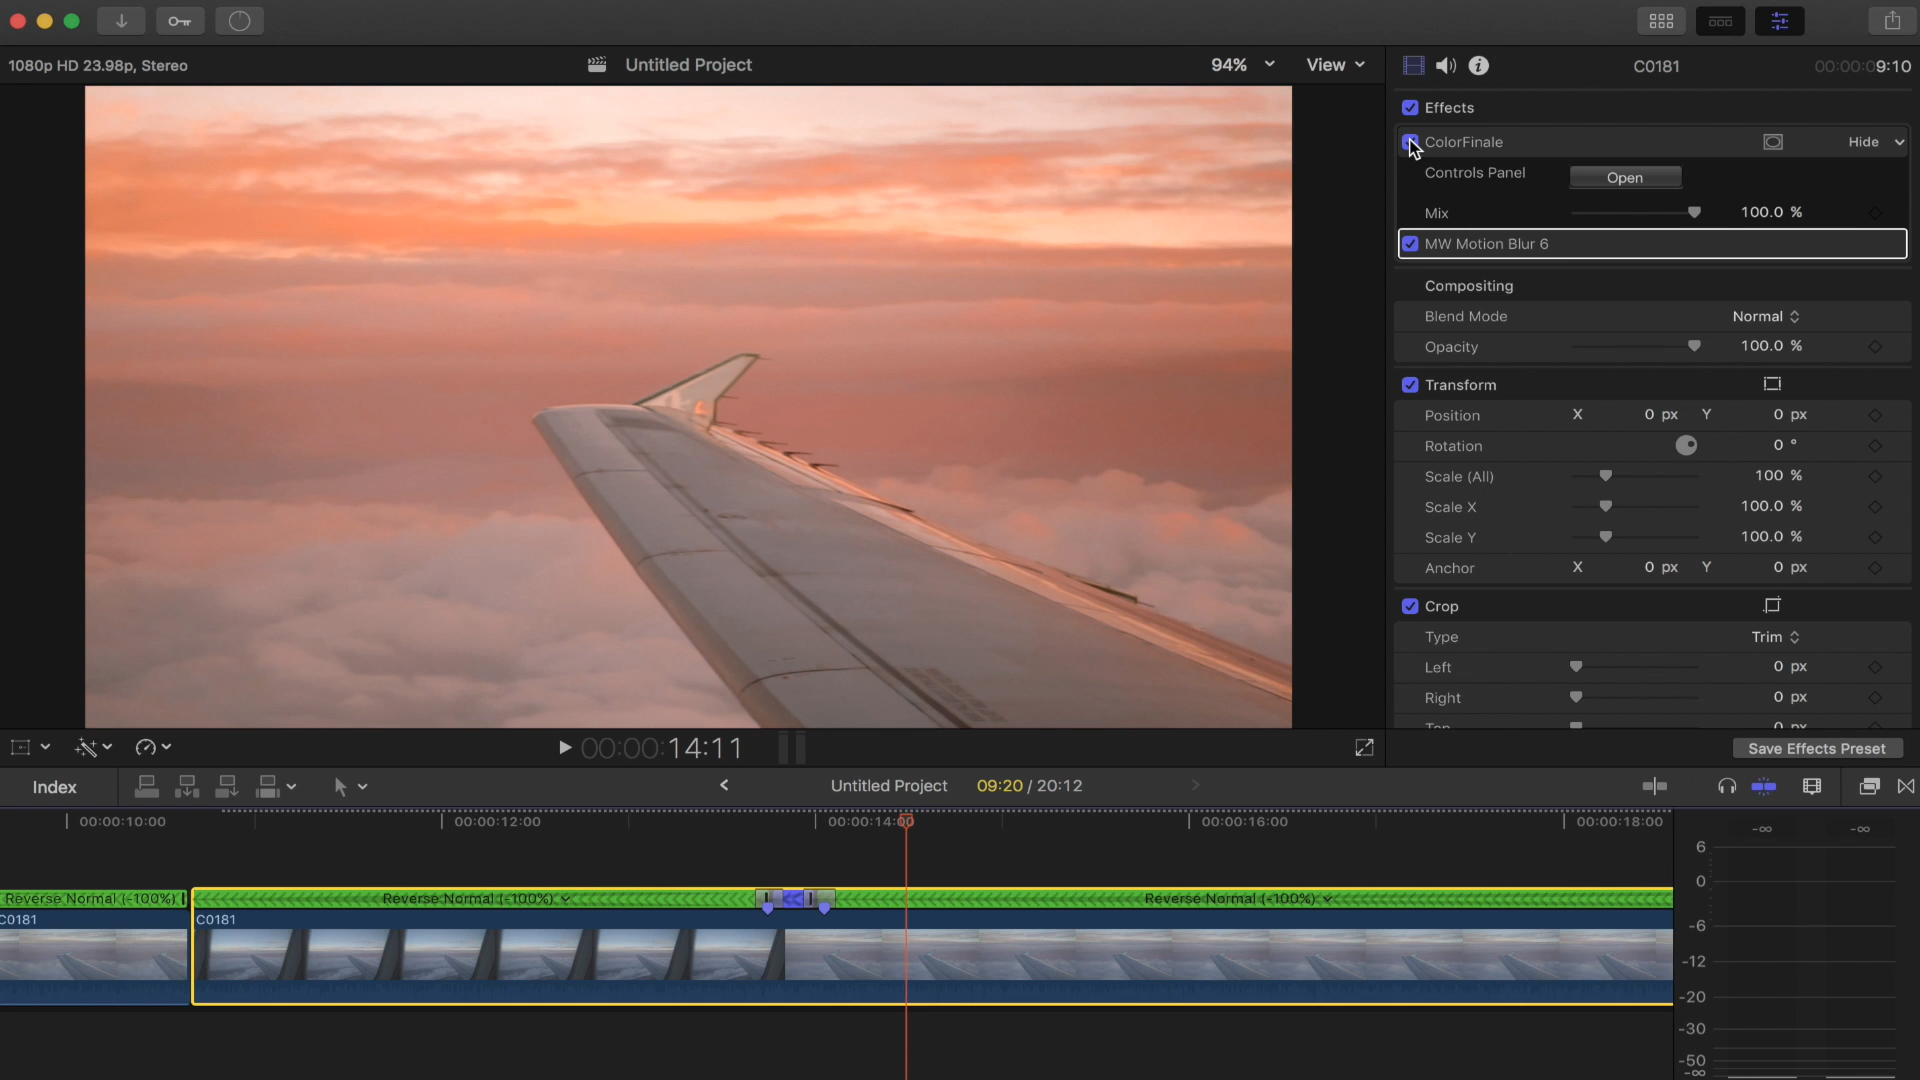 1080p HD 23.98p, Stereo
Untitled Project
94%
View
C0181
00:00:09:10
Effects
ColorFinale
Hide
Controls Panel
Open
Mix
100.0 %
MW Motion Blur 6
Compositing
Blend Mode
Normal
Opacity
100.0 %
Transform
Position
X 0 px Y 0 px
Rotation
0 °
Scale (All)
100 %
Scale X
100.0 %
Scale Y
100.0 %
Anchor
X 0 px Y 0 px
Crop
Type
Trim
Left
0 px
Right
0 px
Top
0 px
00:00:14:11
Save Effects Preset
Index
Untitled Project
09:20 / 20:12
00:00:10:00
00:00:12:00
00:00:14:00
00:00:16:00
00:00:18:00
-∞ -∞
6
0
-6
-12
-20
-30
-50
-∞
Reverse Normal (-100%)
Reverse Normal (-100%)
Reverse Normal (-100%)
C0181
C0181